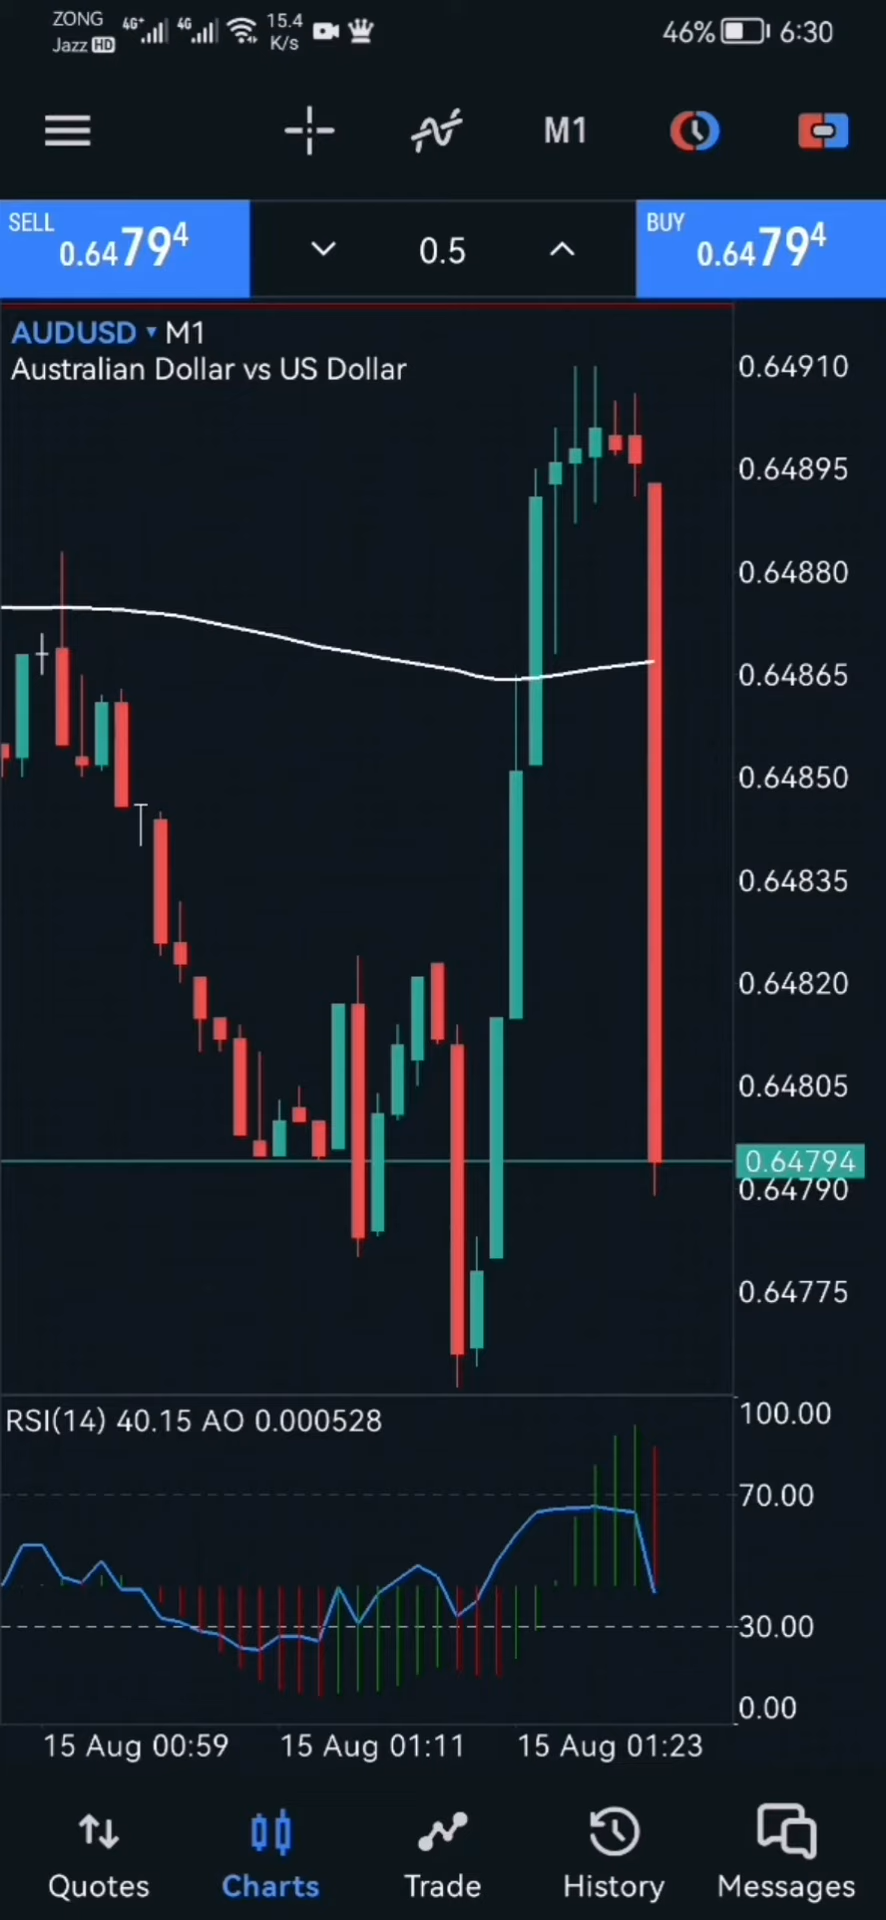 ZONG 4G+ 4G 15.4 46% 6:30
Jazz HD K/s
M1
SELL 0.64794
0.5
BUY 0.64794
AUDUSD M1
Australian Dollar vs US Dollar
0.64910
0.64895
0.64880
0.64865
0.64850
0.64835
0.64820
0.64805
0.64794
0.64790
0.64775
RSI(14) 40.15 AO 0.000528
100.00
70.00
30.00
0.00
15 Aug 00:59 15 Aug 01:11 15 Aug 01:23
Quotes Charts Trade History Messages